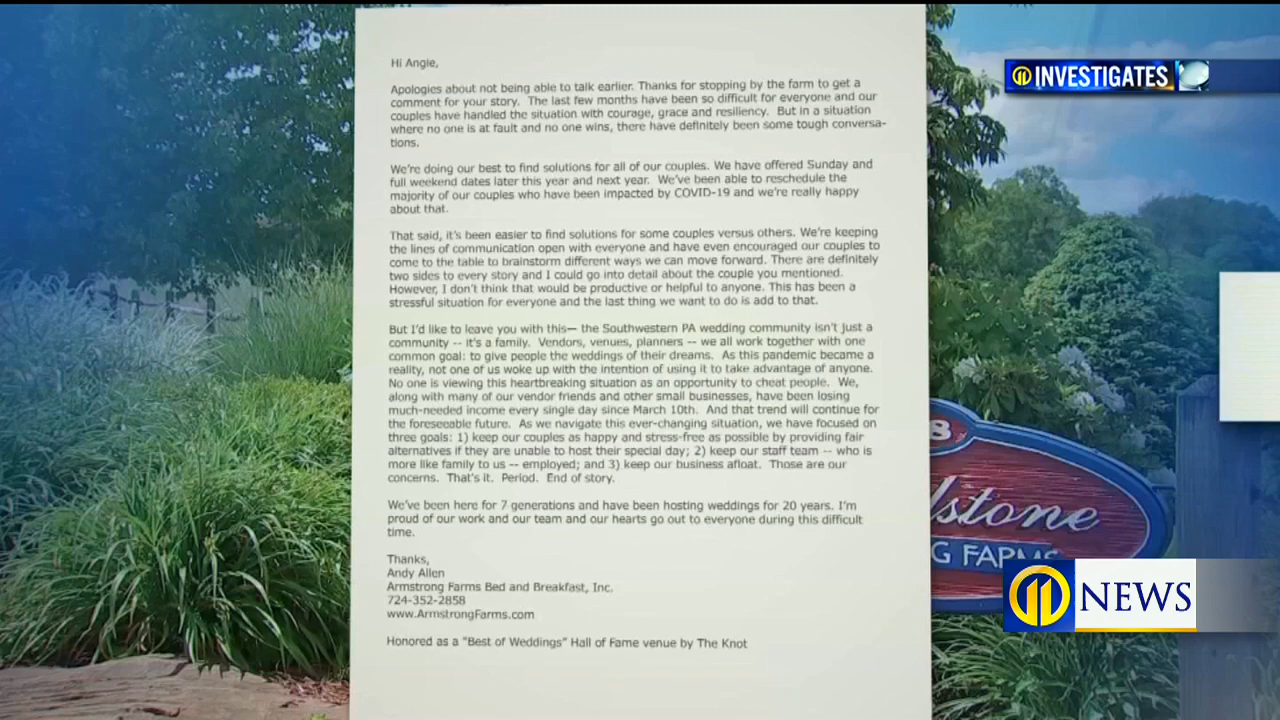 Hi Angie,
Apologies about not being able to talk earlier. Thanks for stopping by the farm to get a
comment for your story. The last few months have been so difficult for everyone and our
couples have handled the situation with courage, grace and resiliency. But in a situation
where no one is at fault and no one wins, there have definitely been some tough conversa-
tions.
We're doing our best to find solutions for all of our couples. We have offered Sunday and
full weekend dates later this year and next year. We've been able to reschedule the
majority of our couples who have been impacted by COVID-19 and we're really happy
about that.
That said, it's been easier to find solutions for some couples versus others. We're keeping
the lines of communication open with everyone and have even encouraged our couples to
come to the table to brainstorm different ways we can move forward. There are definitely
two sides to every story and I could go into detail about the couple you mentioned.
However, I don't think that would be productive or helpful to anyone. This has been a
stressful situation for everyone and the last thing we want to do is add to that.
But I'd like to leave you with this— the Southwestern PA wedding community isn't just a
community -- it's a family. Vendors, venues, planners -- we all work together with one
common goal: to give people the weddings of their dreams. As this pandemic became a
reality, not one of us woke up with the intention of using it to take advantage of anyone.
No one is viewing this heartbreaking situation as an opportunity to cheat people. We,
along with many of our vendor friends and other small businesses, have been losing
much-needed income every single day since March 10th. And that trend will continue for
the foreseeable future. As we navigate this ever-changing situation, we have focused on
three goals: 1) keep our couples as happy and stress-free as possible by providing fair
alternatives if they are unable to host their special day; 2) keep our staff team -- who is
more like family to us -- employed; and 3) keep our business afloat. Those are our
concerns. That's it. Period. End of story.
We've been here for 7 generations and have been hosting weddings for 20 years. I'm
proud of our work and our team and our hearts go out to everyone during this difficult
time.
Thanks,
Andy Allen
Armstrong Farms Bed and Breakfast, Inc.
724-352-2858
www.ArmstrongFarms.com
Honored as a "Best of Weddings" Hall of Fame venue by The Knot
11 INVESTIGATES
8
lstone
G FARMS
11 NEWS